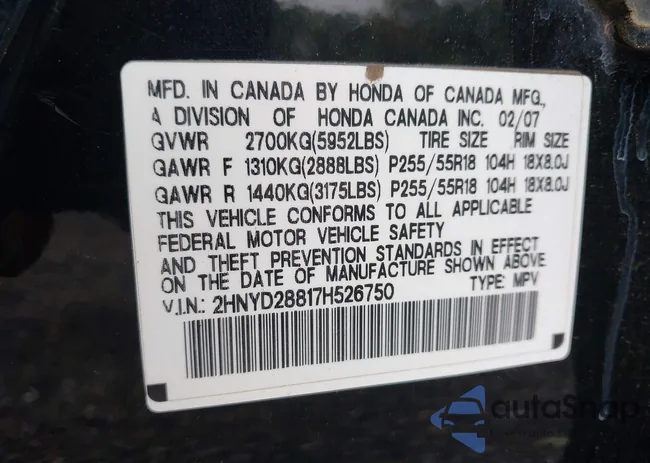 MFD. IN CANADA BY HONDA OF CANADA MFG.,
A DIVISION OF HONDA CANADA INC. 02/07
GVWR 2700KG(5952LBS) TIRE SIZE RIM SIZE
GAWR F 1310KG(2888LBS) P255/55R18 104H 18X8.0J
GAWR R 1440KG(3175LBS) P255/55R18 104H 18X8.0J
THIS VEHICLE CONFORMS TO ALL APPLICABLE
FEDERAL MOTOR VEHICLE SAFETY
AND THEFT PREVENTION STANDARDS IN EFFECT
ON THE DATE OF MANUFACTURE SHOWN ABOVE
V.I.N.: 2HNYD28817H526750 TYPE: MPV
autoSnap